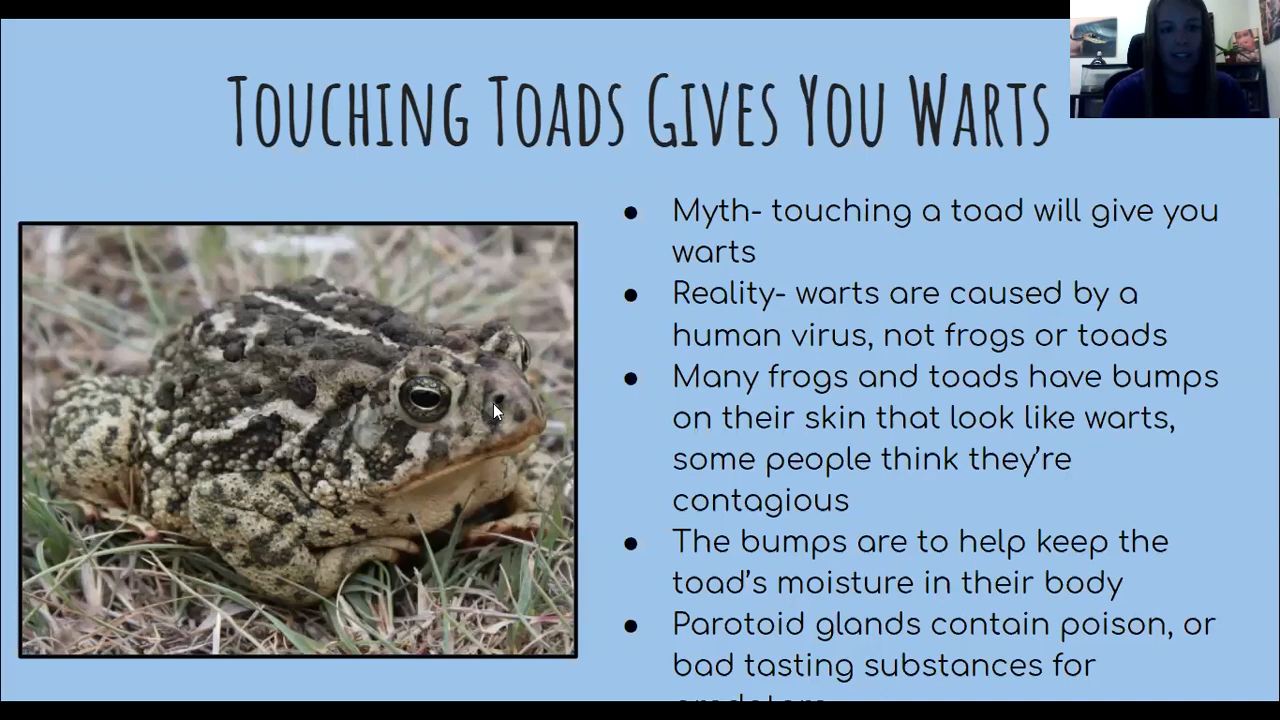 Touching Toads Gives You Warts
● Myth- touching a toad will give you
warts
● Reality- warts are caused by a
human virus, not frogs or toads
● Many frogs and toads have bumps
on their skin that look like warts,
some people think they're
contagious
● The bumps are to help keep the
toad's moisture in their body
● Parotoid glands contain poison, or
bad tasting substances for